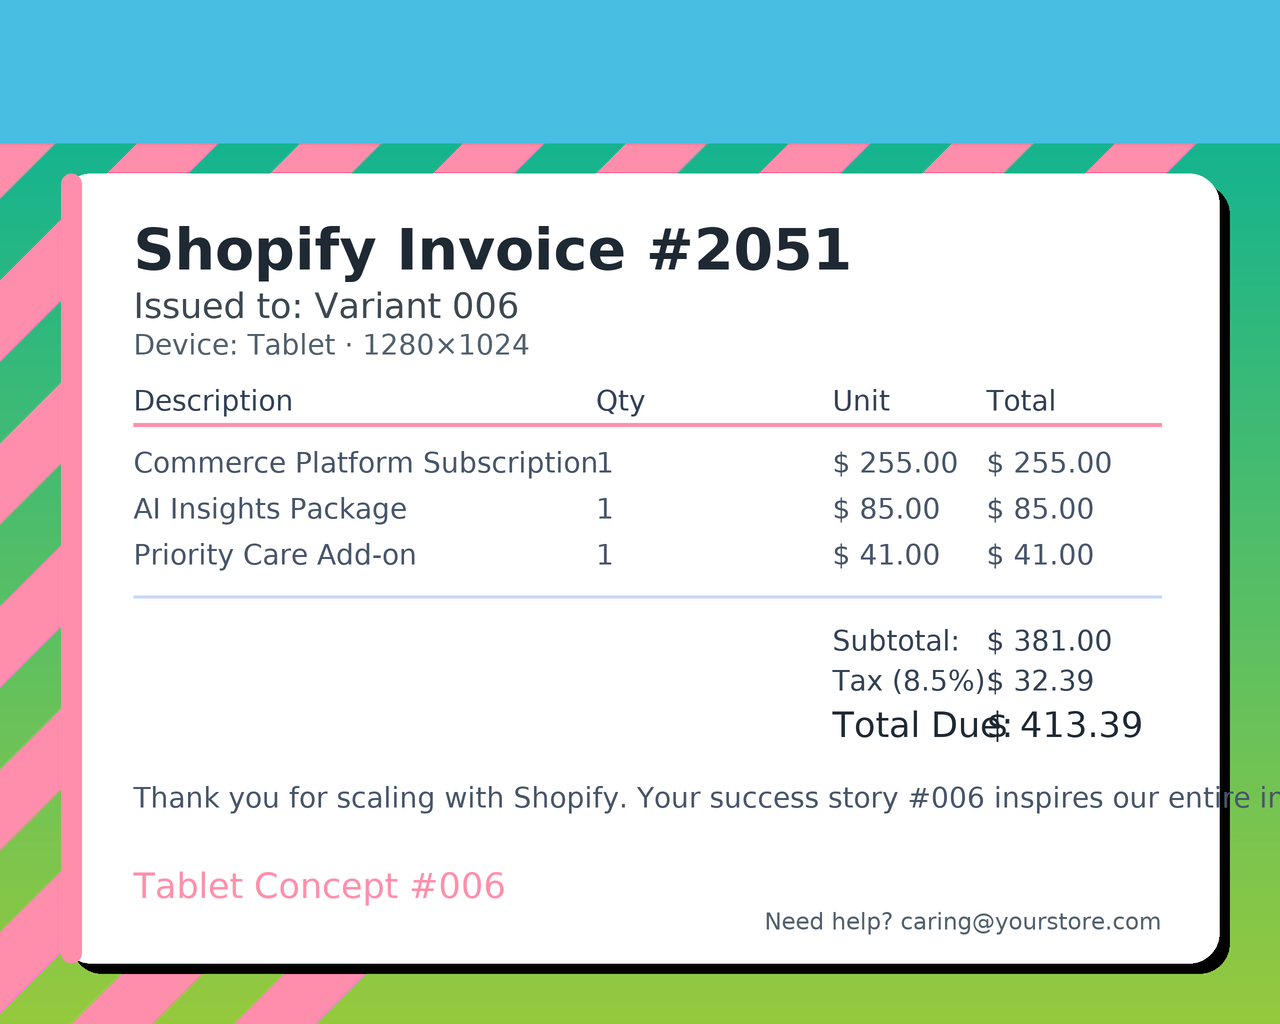 Shopify Invoice #2051
Issued to: Variant 006
Device: Tablet · 1280×1024
Description Qty Unit Total
Commerce Platform Subscription 1 $ 255.00 $ 255.00
AI Insights Package 1 $ 85.00 $ 85.00
Priority Care Add-on 1 $ 41.00 $ 41.00
Subtotal: $ 381.00
Tax (8.5%): $ 32.39
Total Due: $ 413.39
Thank you for scaling with Shopify. Your success story #006 inspires our entire
Tablet Concept #006
Need help? caring@yourstore.com